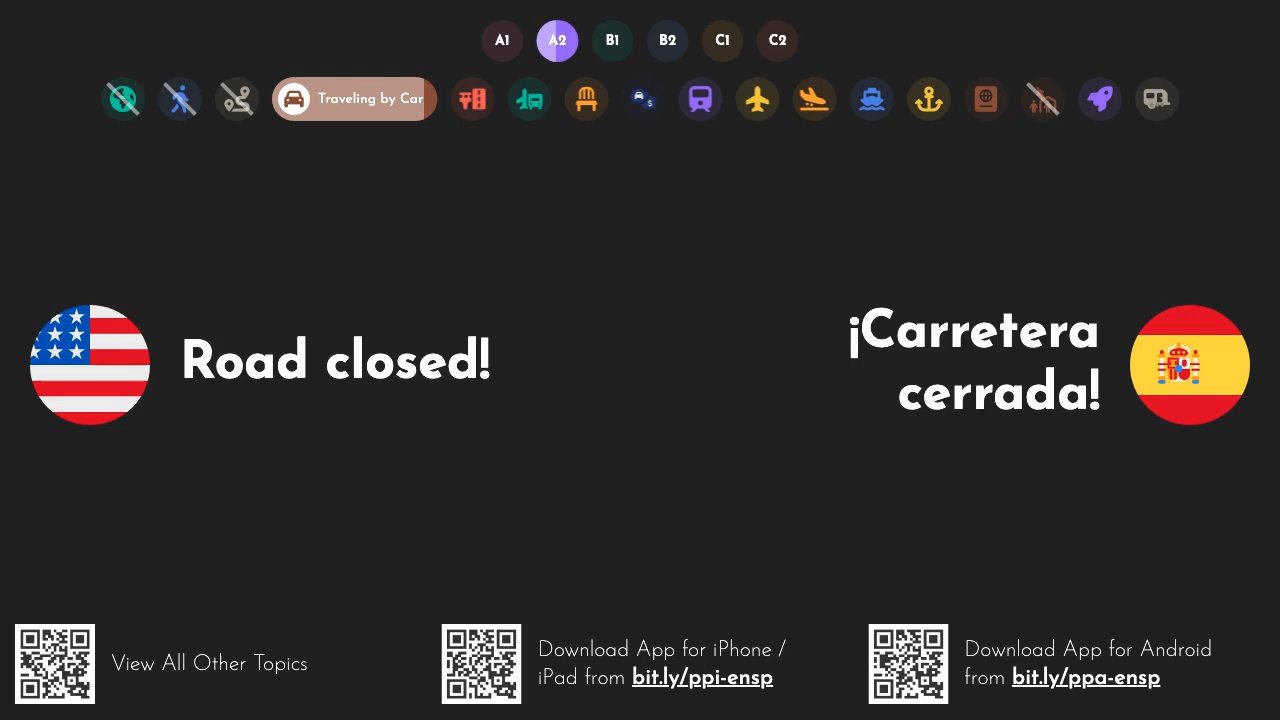 A1 A2 B1 B2 C1 C2
Traveling by Car
Road closed!
¡Carretera
cerrada!
View All Other Topics
Download App for iPhone /
iPad from bit.ly/ppi-ensp
Download App for Android
from bit.ly/ppa-ensp